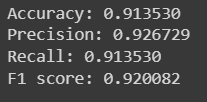 Accuracy: 0.913530
Precision: 0.926729
Recall: 0.913530
F1 score: 0.920082